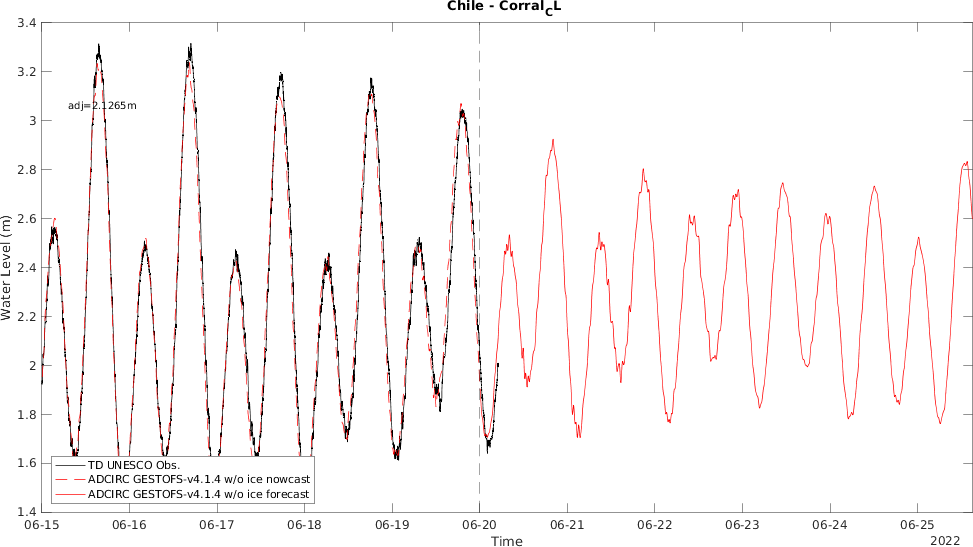 Chile - Corral_CL
3.4
3.2
3
2.8
2.6
2.4
2.2
2
1.8
1.6
1.4
Water Level (m)
adj=2.1265m
TD UNESCO Obs.
ADCIRC GESTOFS-v4.1.4 w/o ice nowcast
ADCIRC GESTOFS-v4.1.4 w/o ice forecast
06-15 06-16 06-17 06-18 06-19 06-20 06-21 06-22 06-23 06-24 06-25
Time
2022